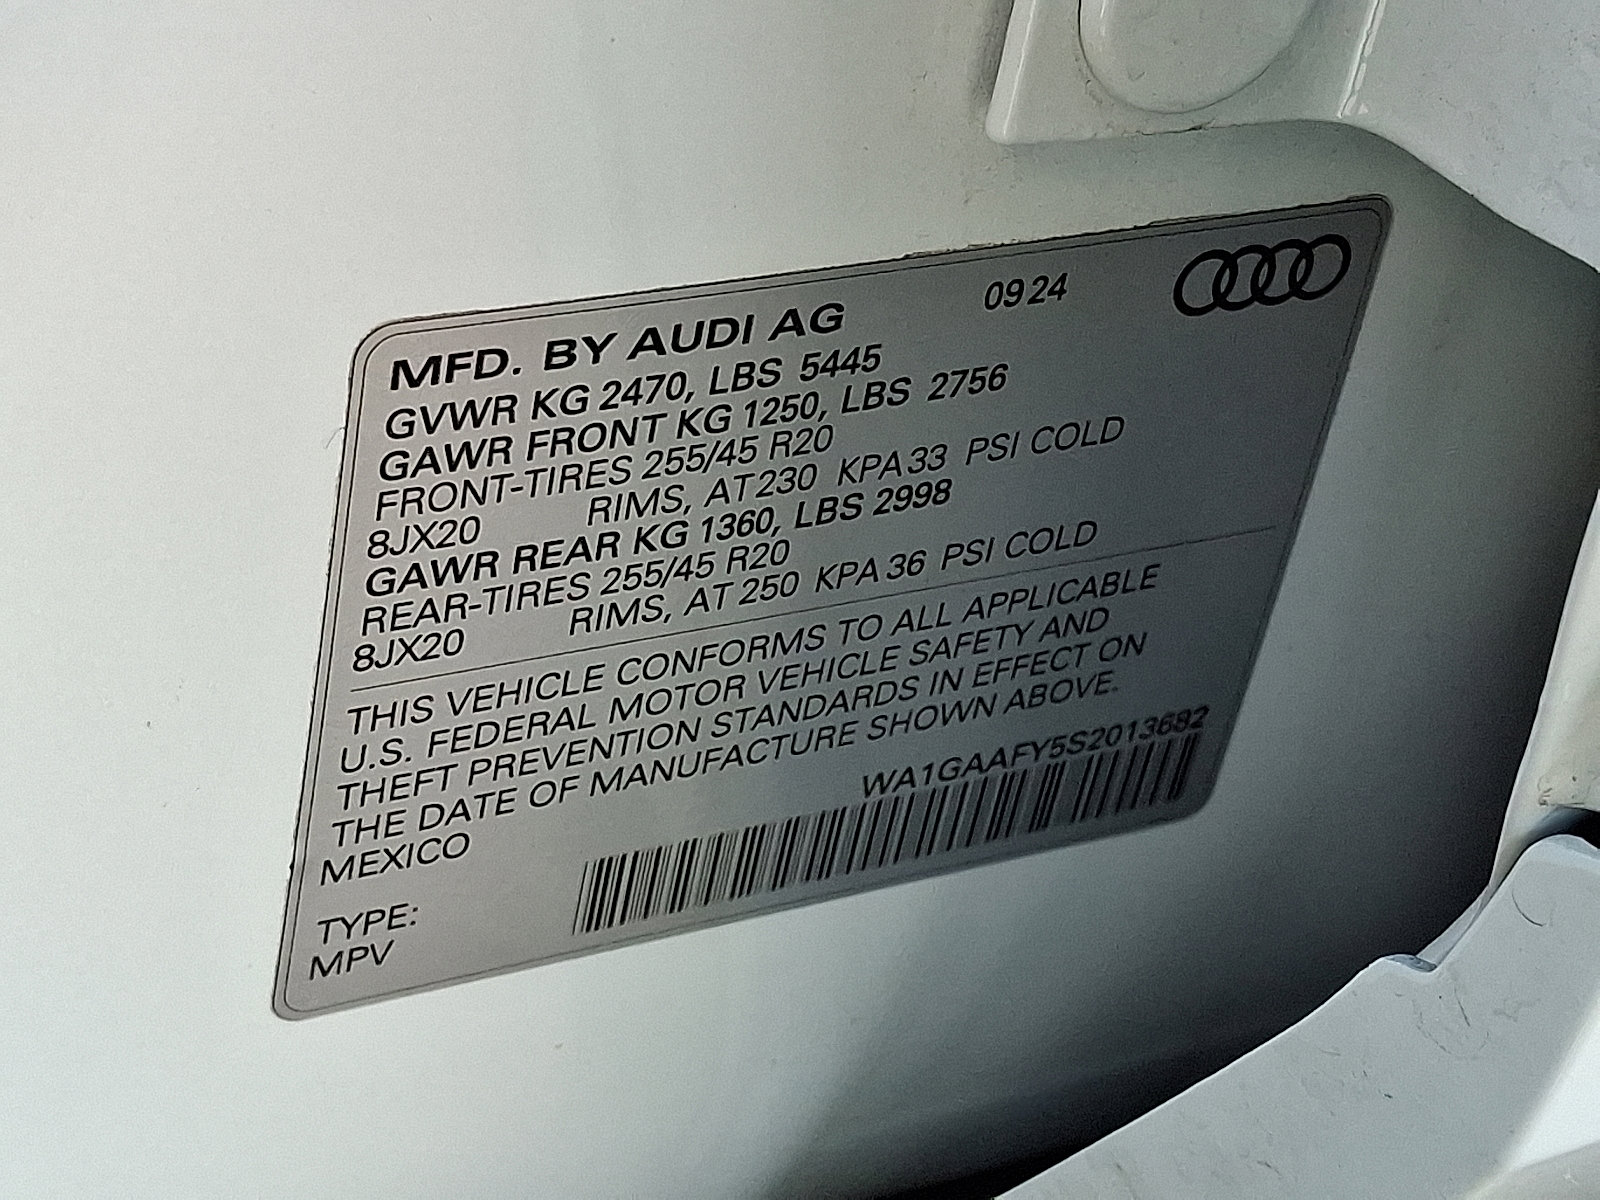 MFD. BY AUDI AG 09 24
GVWR KG 2470, LBS 5445
GAWR FRONT KG 1250, LBS 2756
FRONT-TIRES 255/45 R20
8JX20 RIMS, AT 230 KPA 33 PSI COLD
GAWR REAR KG 1360, LBS 2998
REAR-TIRES 255/45 R20
8JX20 RIMS, AT 250 KPA 36 PSI COLD
THIS VEHICLE CONFORMS TO ALL APPLICABLE
U.S. FEDERAL MOTOR VEHICLE SAFETY AND
THEFT PREVENTION STANDARDS IN EFFECT ON
THE DATE OF MANUFACTURE SHOWN ABOVE.
MEXICO WA1GAAFY5S2013682
TYPE:
MPV